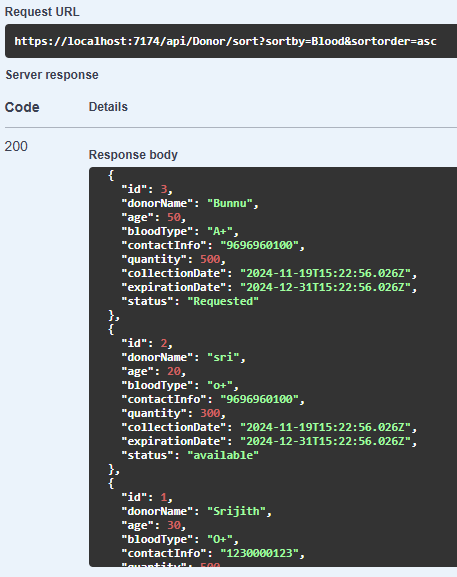 Request URL
https://localhost:7174/api/Donor/sort?sortby=Blood&sortorder=asc
Server response
Code Details
200
Response body
{
"id": 3,
"donorName": "Bunnu",
"age": 50,
"bloodType": "A+",
"contactInfo": "9696960100",
"quantity": 500,
"collectionDate": "2024-11-19T15:22:56.026Z",
"expirationDate": "2024-12-31T15:22:56.026Z",
"status": "Requested"
},
{
"id": 2,
"donorName": "sri",
"age": 20,
"bloodType": "o+",
"contactInfo": "9696960100",
"quantity": 300,
"collectionDate": "2024-11-19T15:22:56.026Z",
"expirationDate": "2024-12-31T15:22:56.026Z",
"status": "available"
},
{
"id": 1,
"donorName": "Srijith",
"age": 30,
"bloodType": "O+",
"contactInfo": "1230000123",
"quantity": 500